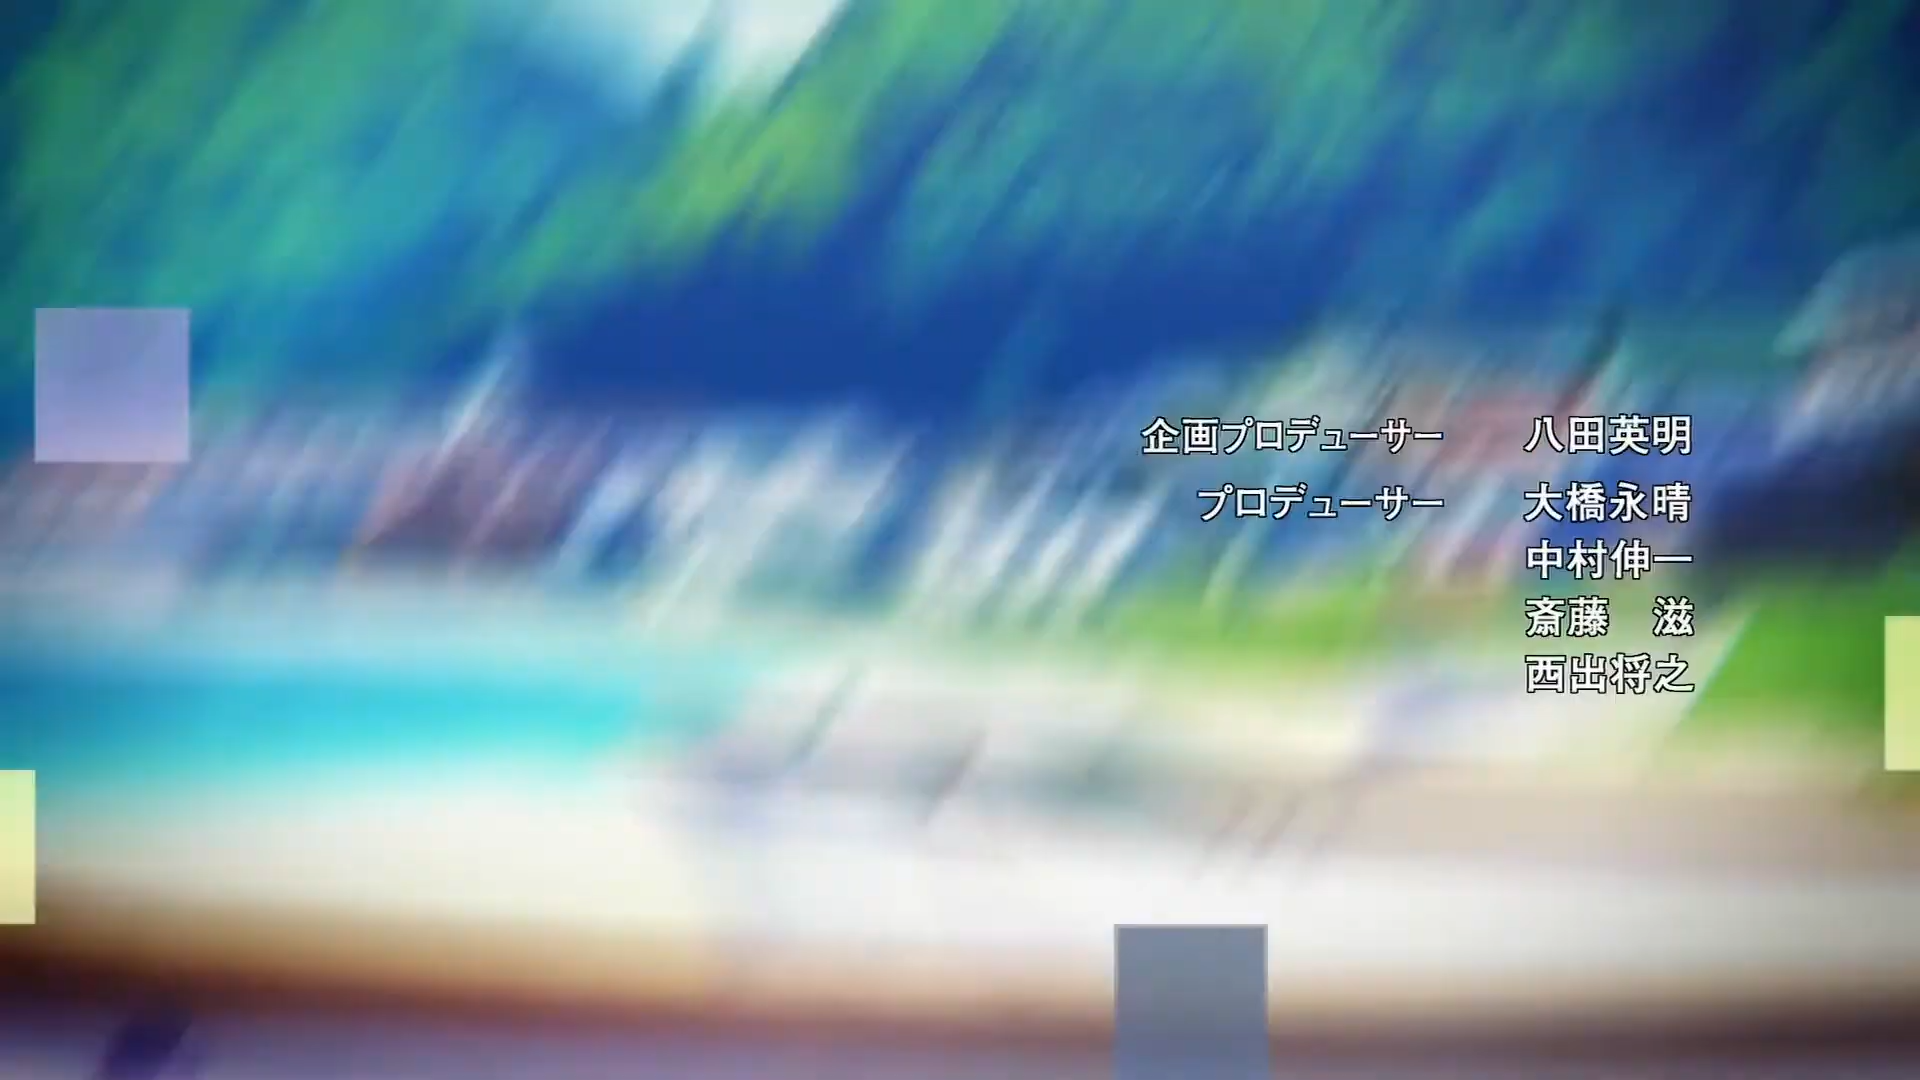 企画プロデューサー　八田英明
プロデューサー　大橋永晴
中村伸一
斎藤　滋
西出将之